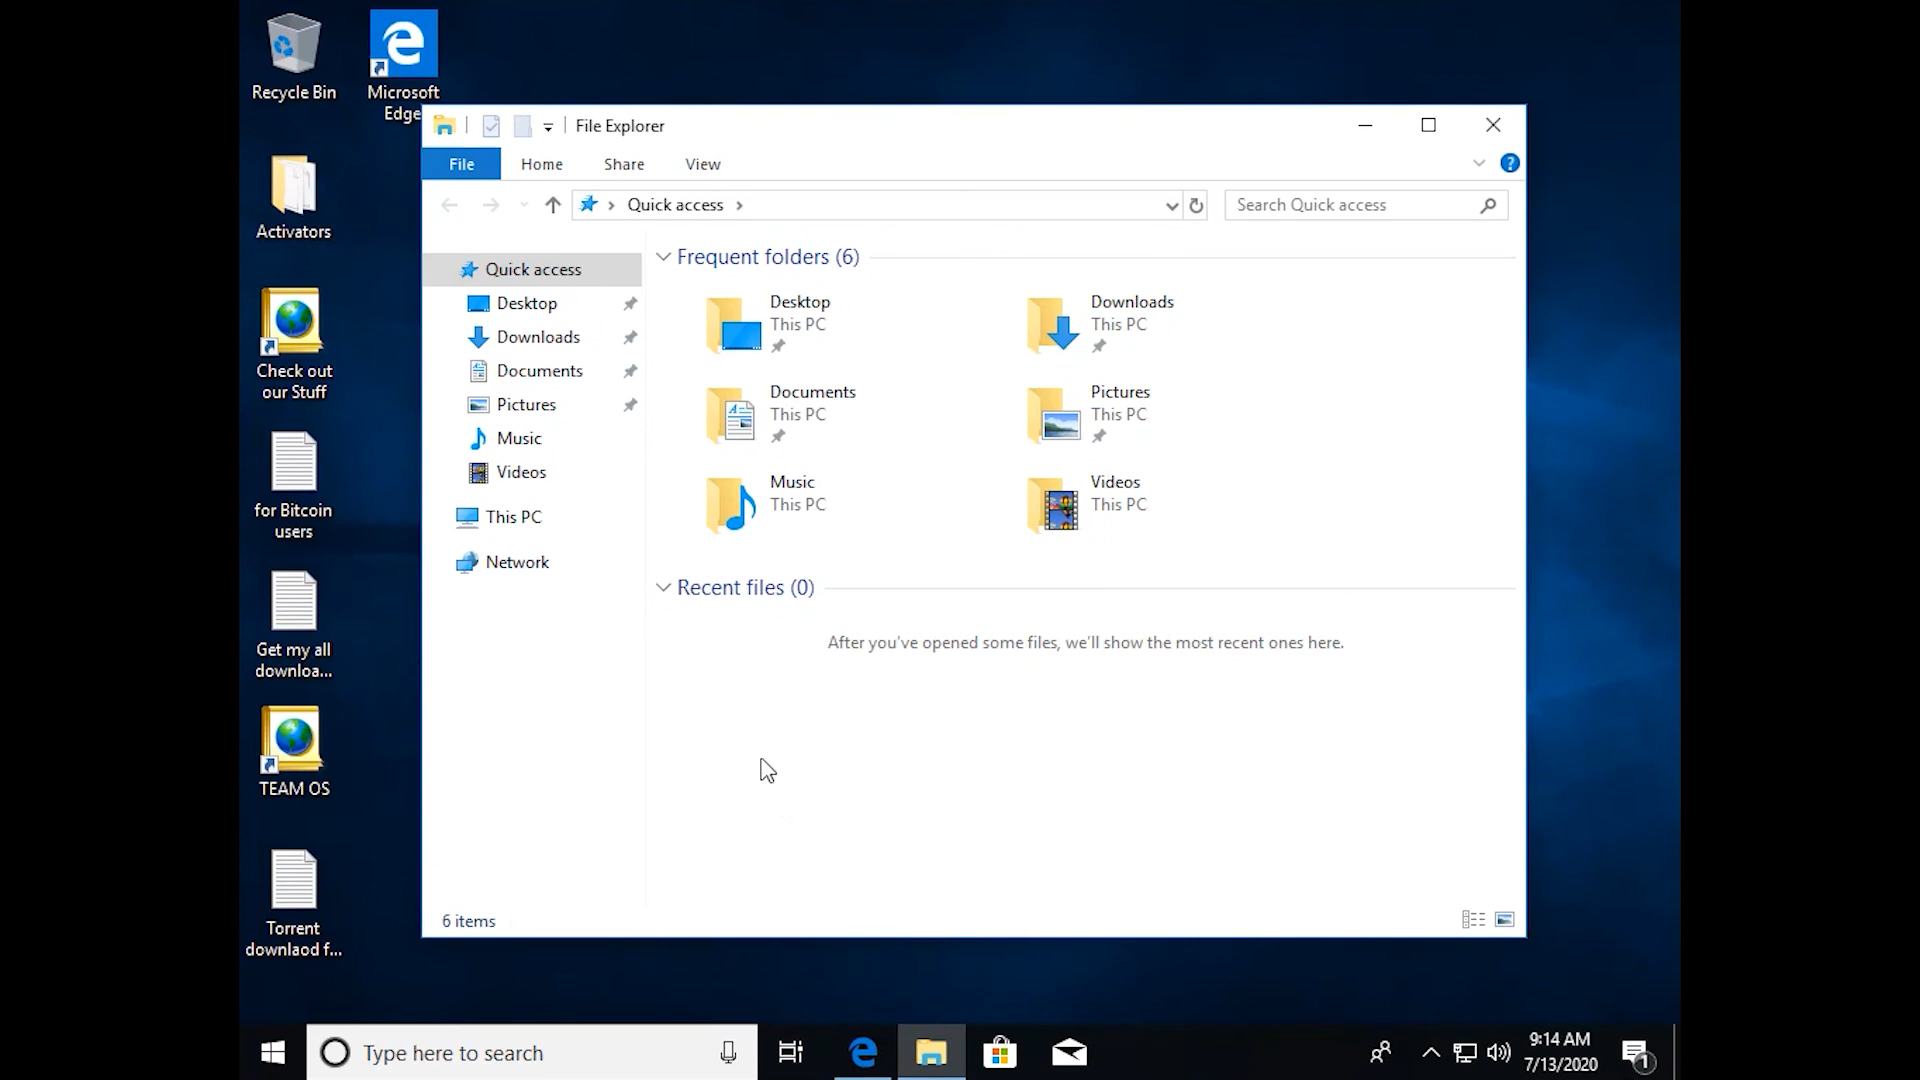 Recycle Bin
Microsoft
Edge
Activators
Check out
our Stuff
for Bitcoin
users
Get my all
downloa...
TEAM OS
Torrent
downlaod f...
File Explorer
File
Home
Share
View
Quick access
Search Quick access
Quick access
Desktop
Downloads
Documents
Pictures
Music
Videos
This PC
Network
Frequent folders (6)
Desktop
This PC
Downloads
This PC
Documents
This PC
Pictures
This PC
Music
This PC
Videos
This PC
Recent files (0)
After you've opened some files, we'll show the most recent ones here.
6 items
Type here to search
9:14 AM
7/13/2020
1